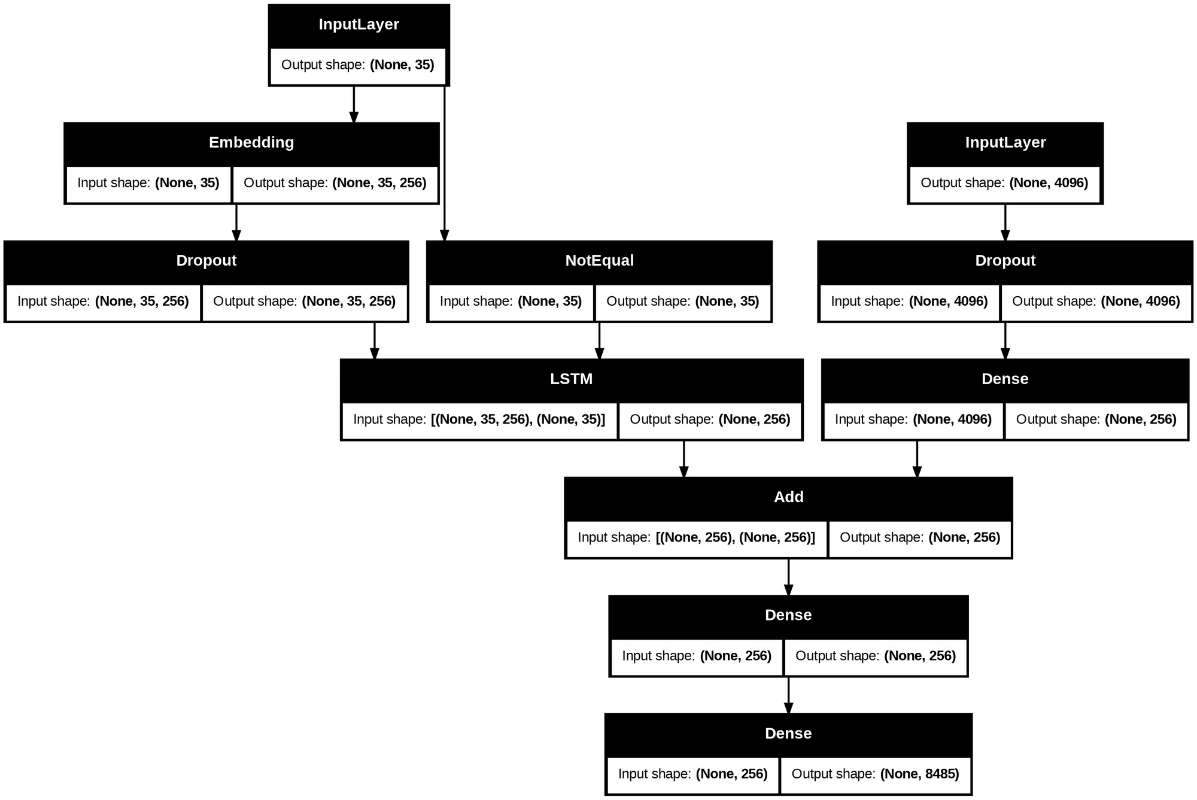 InputLayer
Output shape: (None, 35)
Embedding
Input shape: (None, 35) Output shape: (None, 35, 256)
InputLayer
Output shape: (None, 4096)
Dropout
Input shape: (None, 35, 256) Output shape: (None, 35, 256)
NotEqual
Input shape: (None, 35) Output shape: (None, 35)
Dropout
Input shape: (None, 4096) Output shape: (None, 4096)
LSTM
Input shape: [(None, 35, 256), (None, 35)] Output shape: (None, 256)
Dense
Input shape: (None, 4096) Output shape: (None, 256)
Add
Input shape: [(None, 256), (None, 256)] Output shape: (None, 256)
Dense
Input shape: (None, 256) Output shape: (None, 256)
Dense
Input shape: (None, 256) Output shape: (None, 8485)